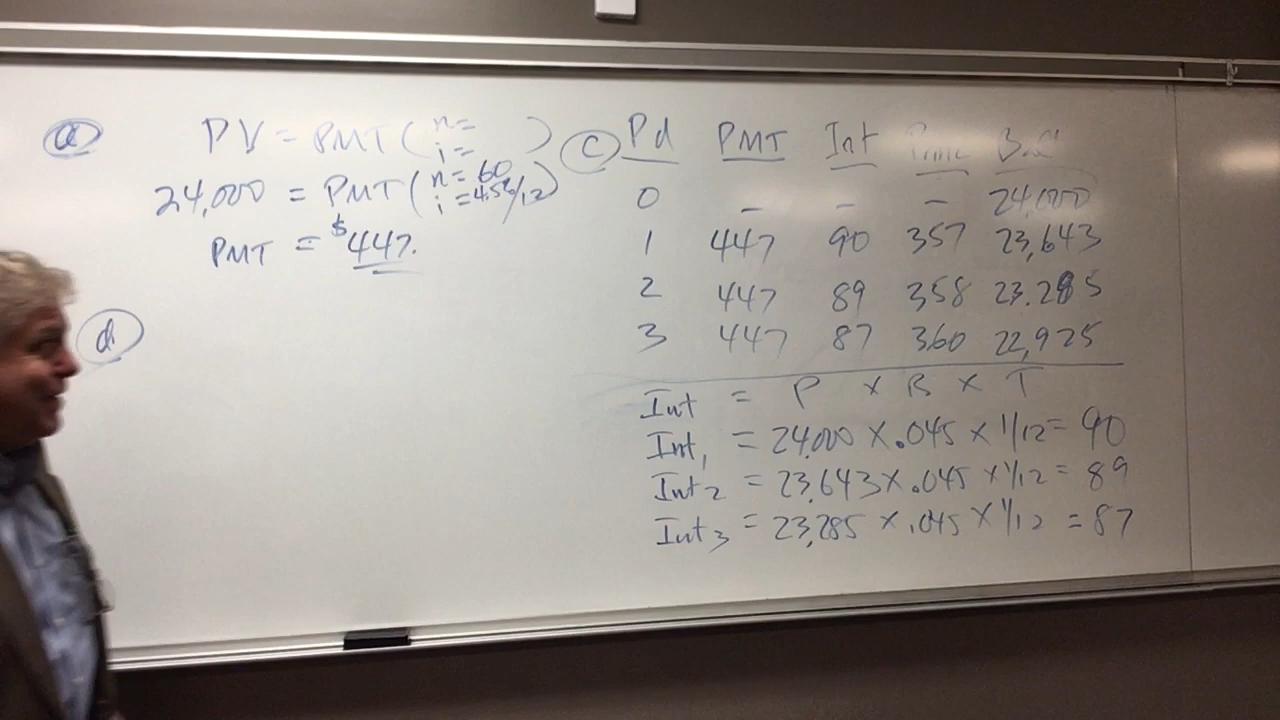 ⓐ PV = PMT ( n= i= )
24,000 = PMT ( n= 60 i = 4.5%/12 )
PMT = $447.
ⓓ
ⓒ Pd PMT Int Princ Bal
0 – – – 24,000
1 447 90 357 23,643
2 447 89 358 23.285
3 447 87 360 22,925
Int = P × R × T
Int1 = 24,000 × .045 × 1/12 = 90
Int2 = 23,643 × .045 × 1/12 = 89
Int3 = 23,285 × .045 × 1/12 = 87